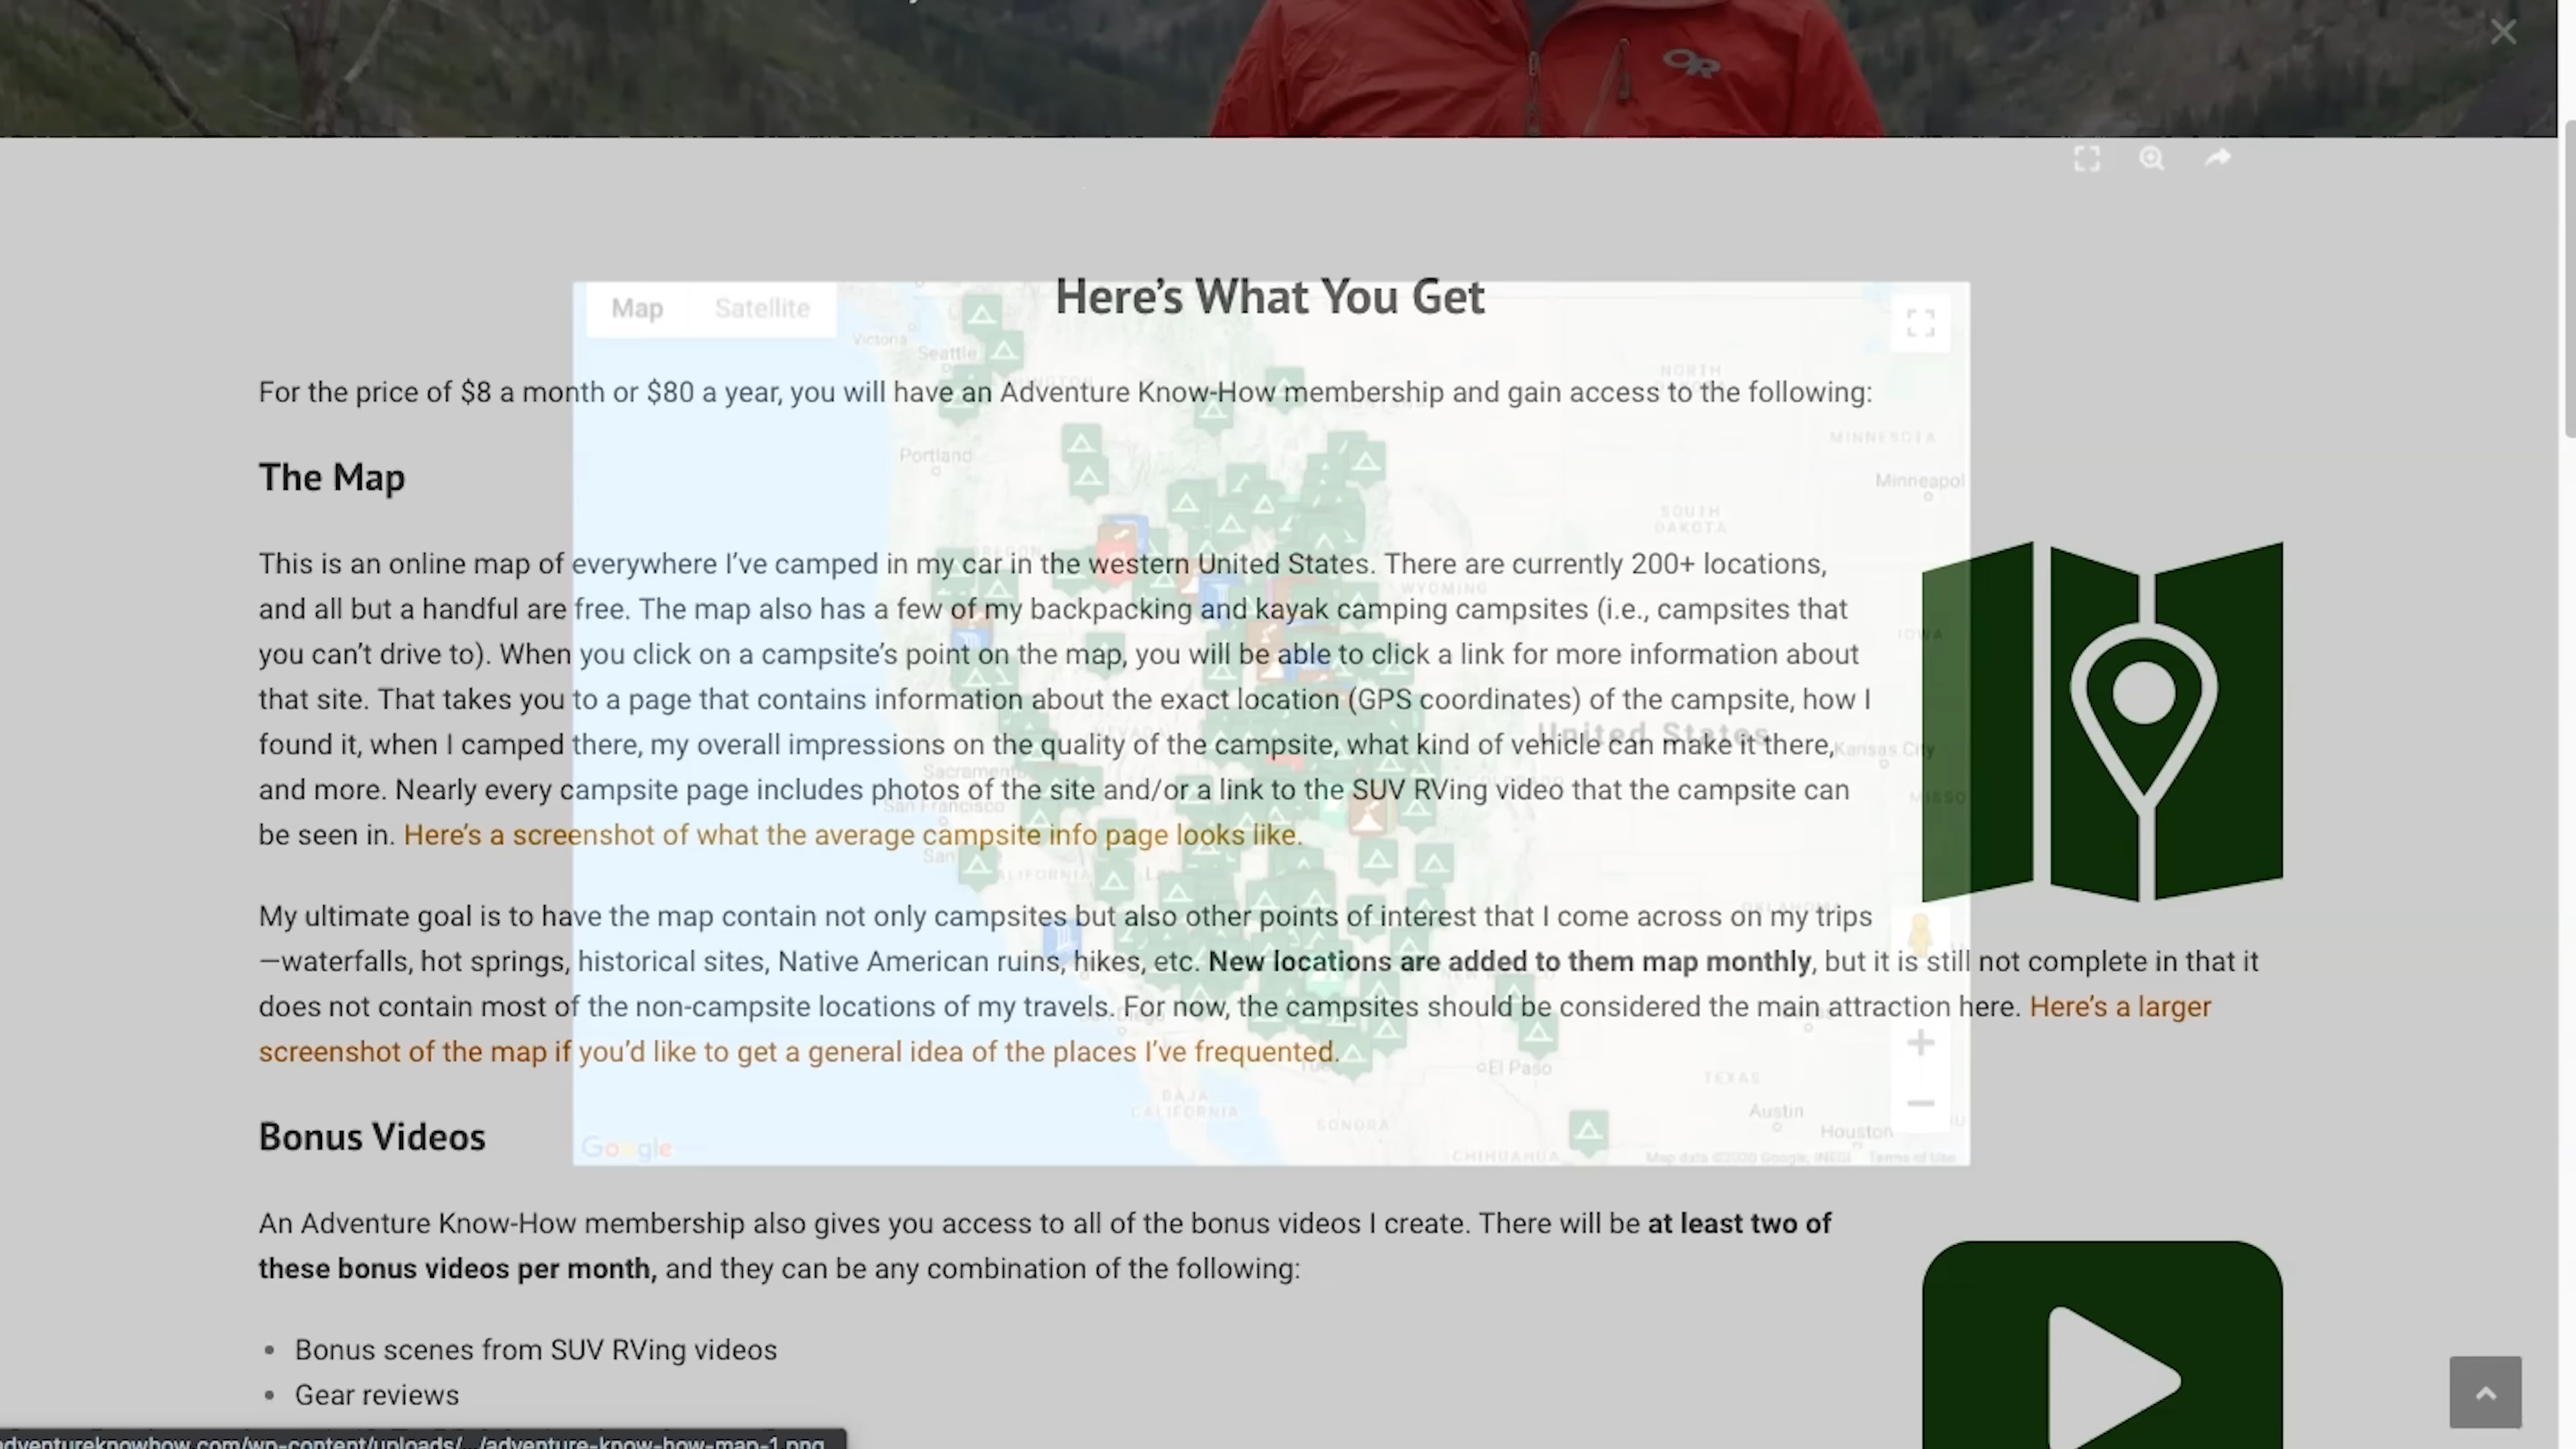 OR
Here's What You Get
Map Satellite
Victoria
Seattle
NORTH
DAKOTA
For the price of $8 a month or $80 a year, you will have an Adventure Know-How membership and gain access to the following:
MINNESOTA
Portland
The Map
Minneapol
SOUTH
DAKOTA
OREGON
This is an online map of everywhere I've camped in my car in the western United States. There are currently 200+ locations,
WYOMING
and all but a handful are free. The map also has a few of my backpacking and kayak camping campsites (i.e., campsites that
IOWA
you can't drive to). When you click on a campsite's point on the map, you will be able to click a link for more information about
that site. That takes you to a page that contains information about the exact location (GPS coordinates) of the campsite, how I
NEVADA
United States
found it, when I camped there, my overall impressions on the quality of the campsite, what kind of vehicle can make it there,
Kansas City
Sacramento
COLORADO
and more. Nearly every campsite page includes photos of the site and/or a link to the SUV RVing video that the campsite can
San Francisco
MISSO
be seen in. Here's a screenshot of what the average campsite info page looks like.
San
CALIFORNIA
OKLAHOMA
My ultimate goal is to have the map contain not only campsites but also other points of interest that I come across on my trips
—waterfalls, hot springs, historical sites, Native American ruins, hikes, etc. New locations are added to them map monthly, but it is still not complete in that it
does not contain most of the non-campsite locations of my travels. For now, the campsites should be considered the main attraction here. Here's a larger
screenshot of the map if you'd like to get a general idea of the places I've frequented.
El Paso
TEXAS
BAJA
CALIFORNIA
Austin
SONORA
Houston
Bonus Videos
Google
CHIHUAHUA
Map data ©2020 Google, INEGI Terms of Use
An Adventure Know-How membership also gives you access to all of the bonus videos I create. There will be at least two of
these bonus videos per month, and they can be any combination of the following:
• Bonus scenes from SUV RVing videos
• Gear reviews
adventureknowhow.com/wp-content/uploads/.../adventure-know-how-map-1.png